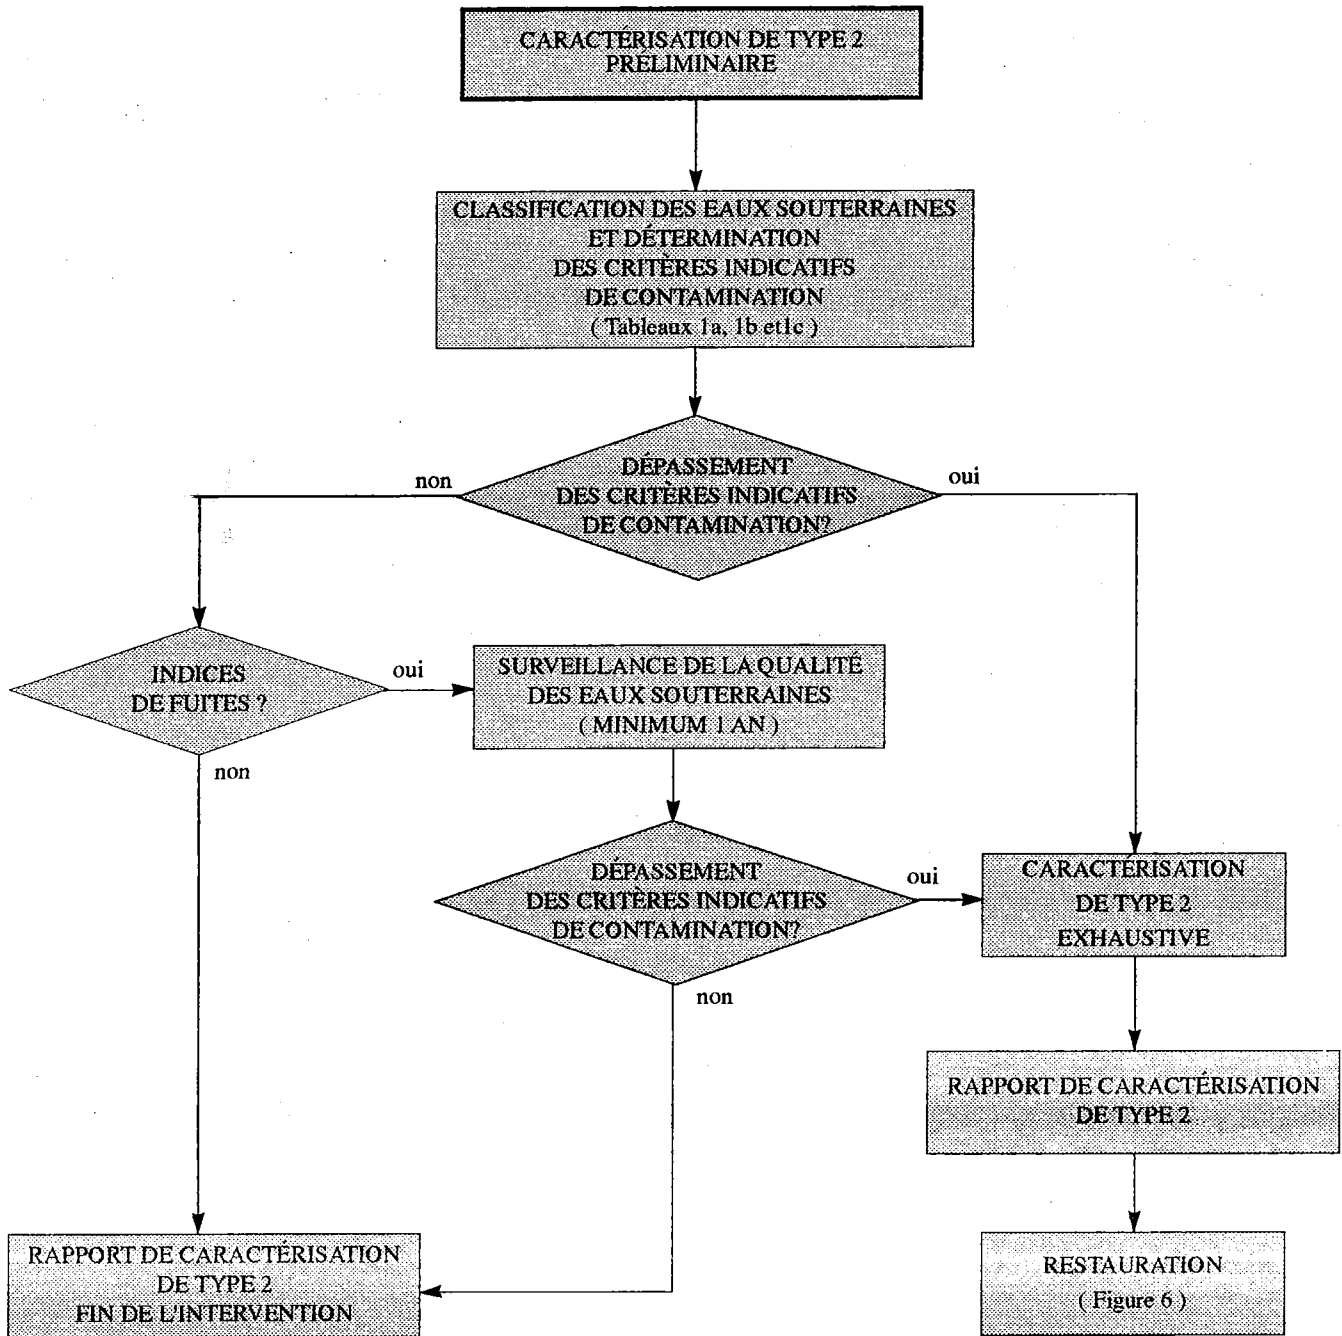 CARACTÉRISATION DE TYPE 2
PRÉLIMINAIRE
CLASSIFICATION DES EAUX SOUTERRAINES
ET DÉTERMINATION
DES CRITÈRES INDICATIFS
DE CONTAMINATION
( Tableaux 1a, 1b et1c )
DÉPASSEMENT
DES CRITÈRES INDICATIFS
DE CONTAMINATION?
non
oui
INDICES
DE FUITES ?
oui
non
SURVEILLANCE DE LA QUALITÉ
DES EAUX SOUTERRAINES
( MINIMUM 1 AN )
DÉPASSEMENT
DES CRITÈRES INDICATIFS
DE CONTAMINATION?
oui
non
CARACTÉRISATION
DE TYPE 2
EXHAUSTIVE
RAPPORT DE CARACTÉRISATION
DE TYPE 2
RAPPORT DE CARACTÉRISATION
DE TYPE 2
FIN DE L'INTERVENTION
RESTAURATION
( Figure 6 )